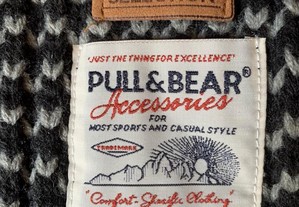 'JUST THE THING FOR EXCELLENCE'
PULL&BEAR®
Accessories
FOR
MOST SPORTS AND CASUAL STYLE
TRADEMARK
"Comfort-Specific Clothing"